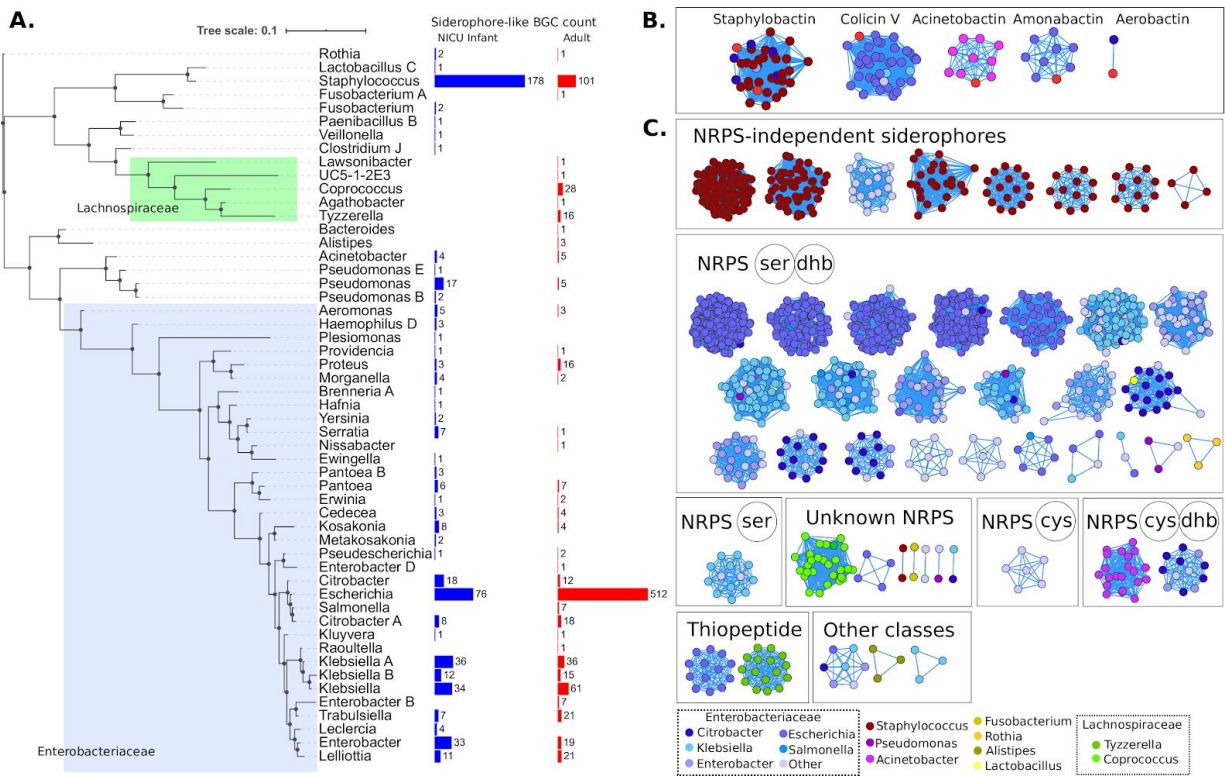 A.
Siderophore-like BGC count
Tree scale: 0.1
NICU Infant
Adult
Rothia 2 1
Lactobacillus C 1
Staphylococcus 178 101
Fusobacterium A 1
Fusobacterium 2
Paenibacillus B 1
Veillonella 1
Clostridium J 1
Lawsonibacter 1
UC5-1-2E3 1
Coprococcus 28
Agathobacter 1
Lachnospiraceae
Tyzzerella 16
Bacteroides 1
Alistipes 3
Acinetobacter 4 5
Pseudomonas E 1
Pseudomonas 17 5
Pseudomonas B 2
Aeromonas 5 3
Haemophilus D 3
Plesiomonas 1
Providencia 1 1
Proteus 3 16
Morganella 4 2
Brenneria A 1
Hafnia 1
Yersinia 2
Serratia 7 1
Nissabacter 1
Ewingella 1
Pantoea B 3
Pantoea 6 7
Erwinia 1 2
Cedecea 3 4
Kosakonia 8 4
Metakosakonia 2
Pseudescherichia 1 2
Enterobacter D 1
Citrobacter 18 12
Escherichia 76 512
Salmonella 7
Citrobacter A 8 18
Kluyvera 1 1
Raoultella 1
Klebsiella A 36 36
Klebsiella B 12 15
Klebsiella 34 61
Enterobacter B 7
Trabulsiella 7 21
Leclercia 4
Enterobacter 33 19
Enterobacteriaceae
Lelliottia 11 21
B.
Staphylobactin Colicin V Acinetobactin Amonabactin Aerobactin
C.
NRPS-independent siderophores
NRPS ser dhb
NRPS ser
Unknown NRPS
NRPS cys
NRPS cys dhb
Thiopeptide
Other classes
Enterobacteriaceae
Citrobacter
Klebsiella
Enterobacter
Escherichia
Salmonella
Other
Staphylococcus
Pseudomonas
Acinetobacter
Fusobacterium
Rothia
Alistipes
Lactobacillus
Lachnospiraceae
Tyzzerella
Coprococcus